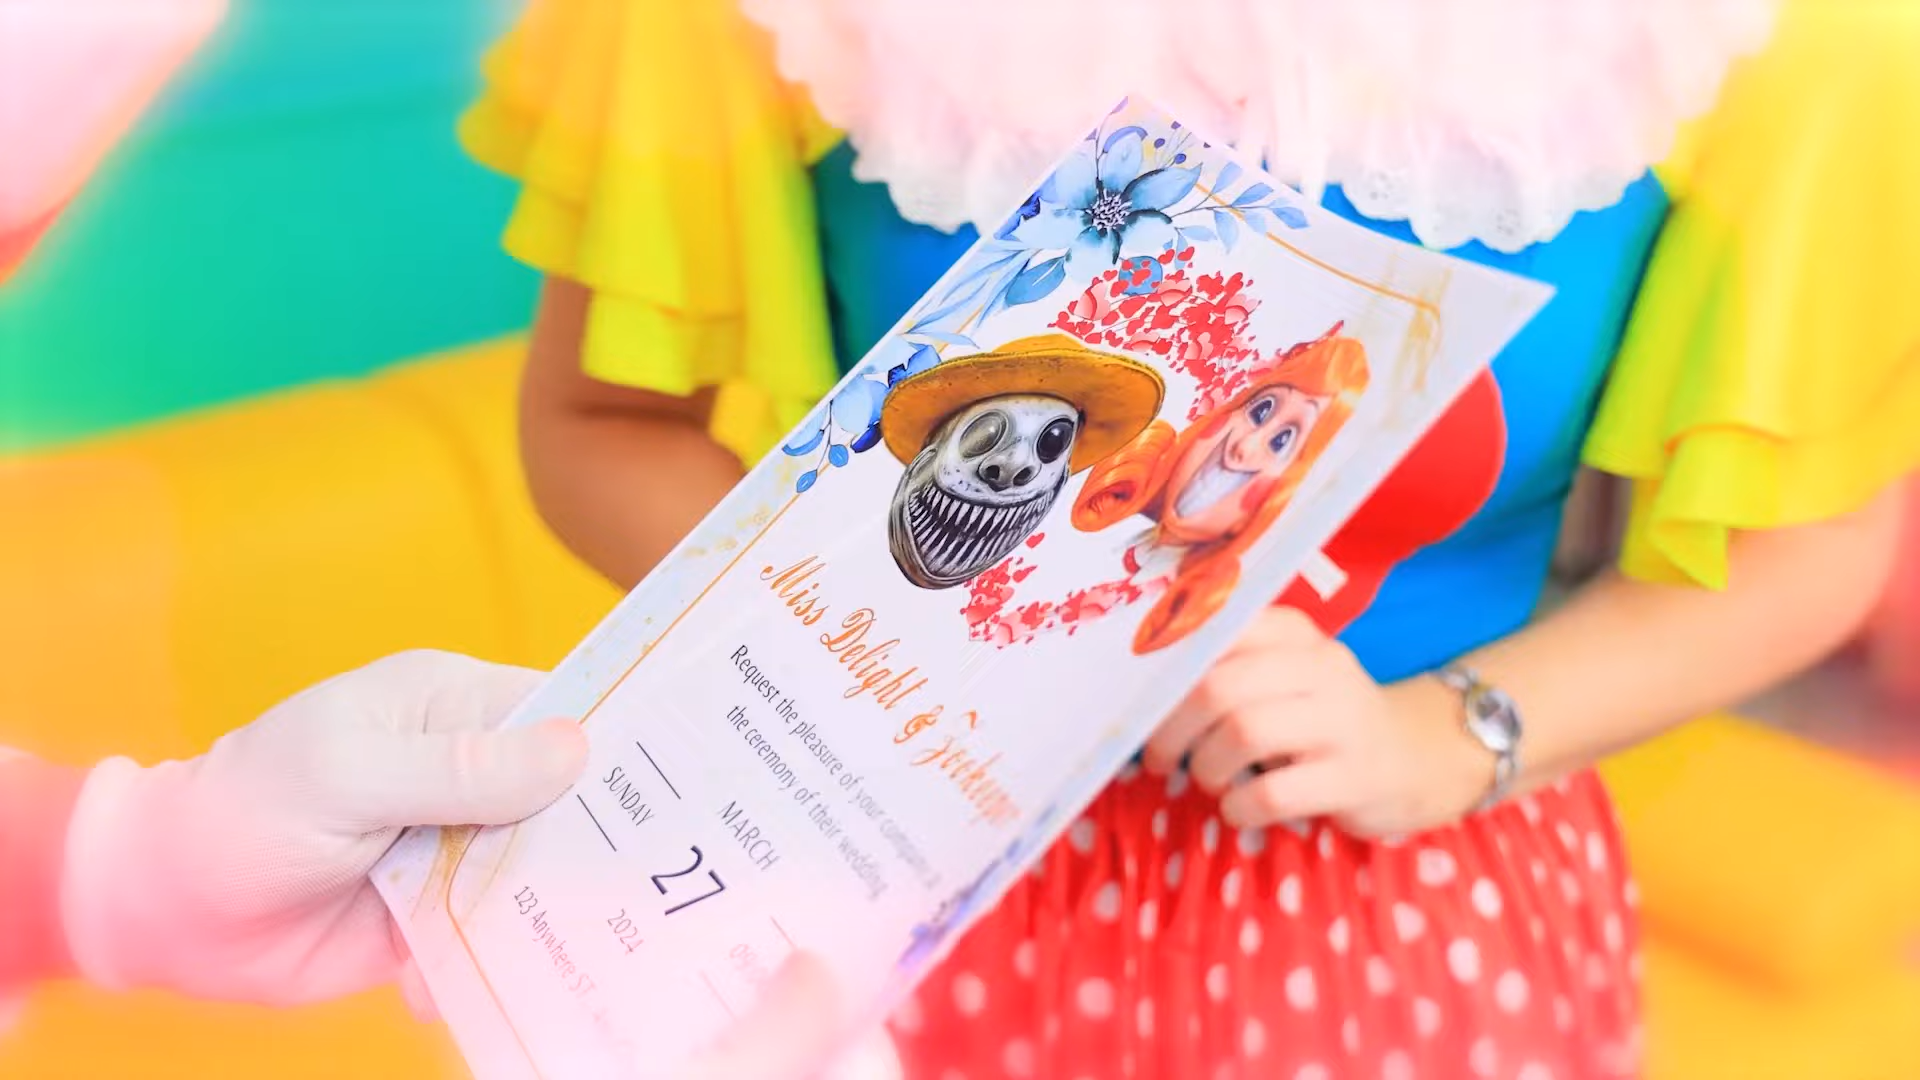 Miss Delight &
Request the pleasure of your company
the ceremony of their wedding
MARCH
SUNDAY
27
2024
123 Anywhere ST.